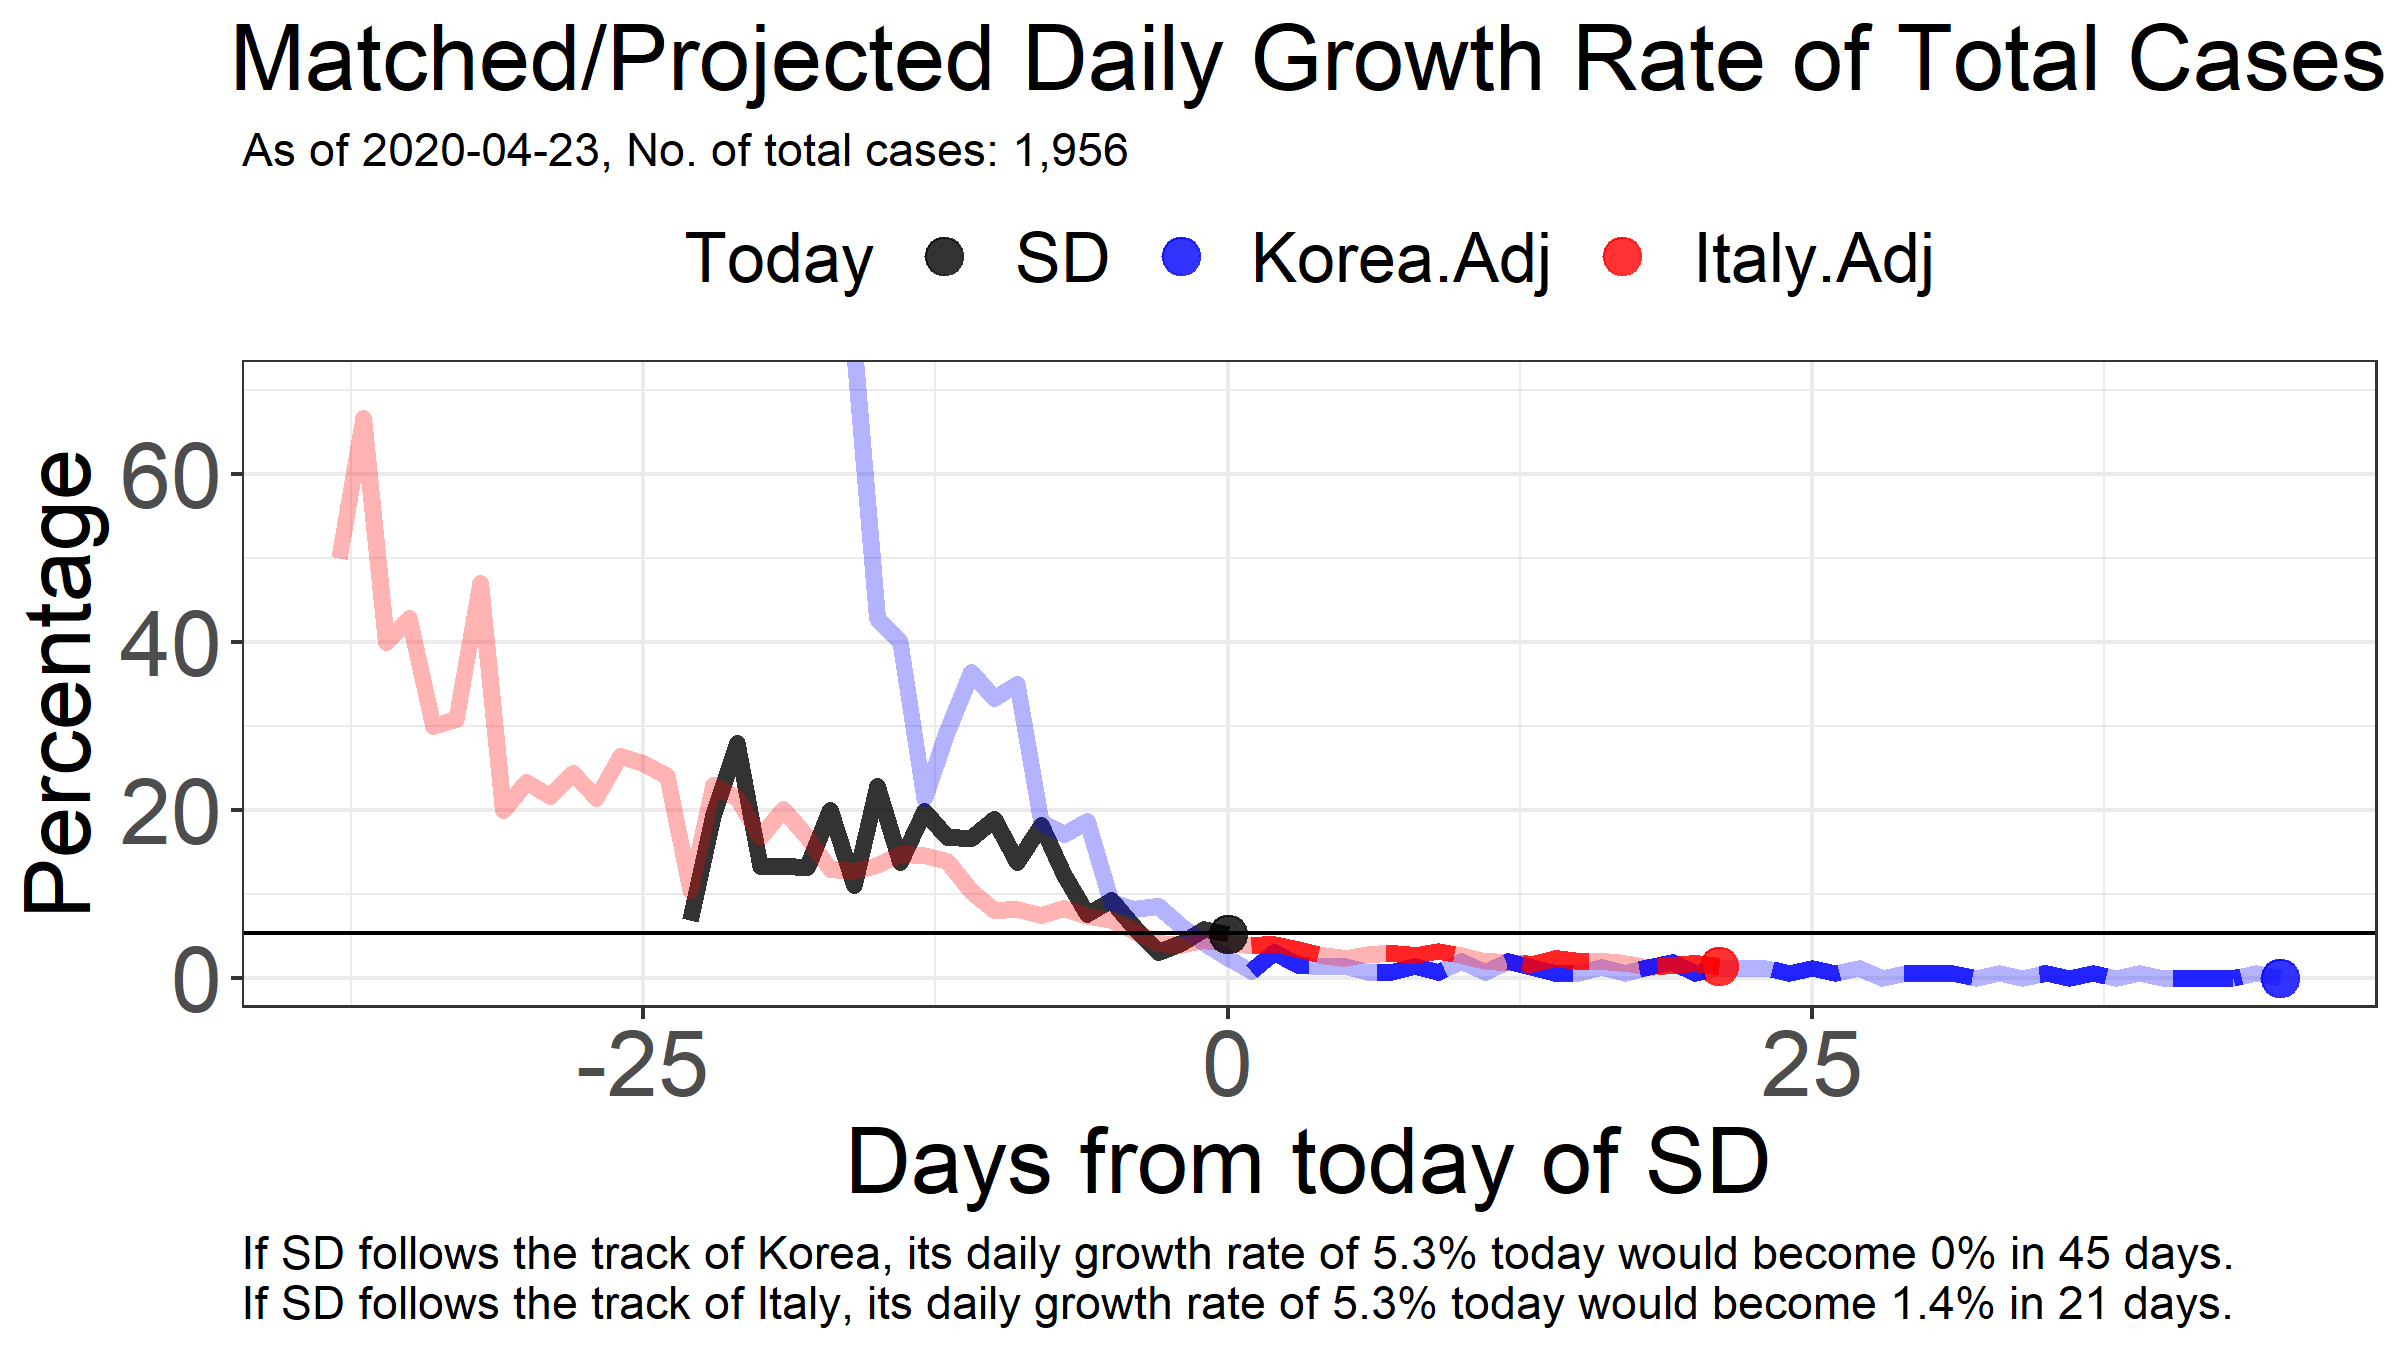 Matched/Projected Daily Growth Rate of Total Cases
As of 2020-04-23, No. of total cases: 1,956
Today SD Korea.Adj Italy.Adj
Percentage
60
40
20
0
-25 0 25
Days from today of SD
If SD follows the track of Korea, its daily growth rate of 5.3% today would become 0% in 45 days.
If SD follows the track of Italy, its daily growth rate of 5.3% today would become 1.4% in 21 days.